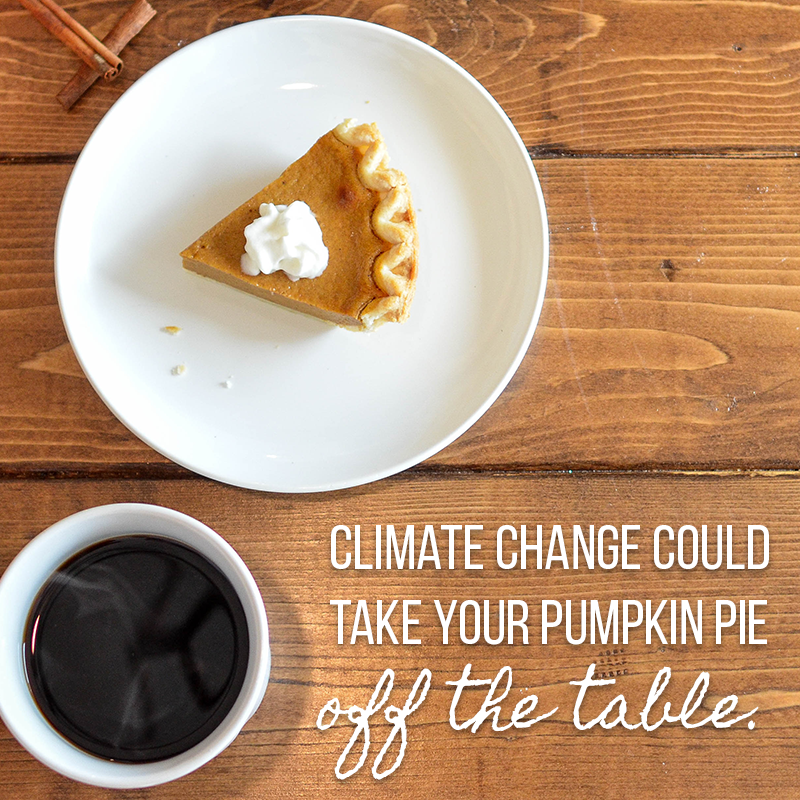 CLIMATE CHANGE COULD
TAKE YOUR PUMPKIN PIE
off the table.